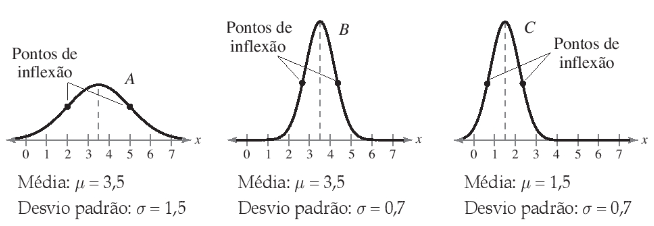 Pontos de
inflexão
A
x
0 1 2 3 4 5 6 7
Média: μ = 3,5
Desvio padrão: σ = 1,5
Pontos de
inflexão
B
x
0 1 2 3 4 5 6 7
Média: μ = 3,5
Desvio padrão: σ = 0,7
C
Pontos de
inflexão
x
0 1 2 3 4 5 6 7
Média: μ = 1,5
Desvio padrão: σ = 0,7